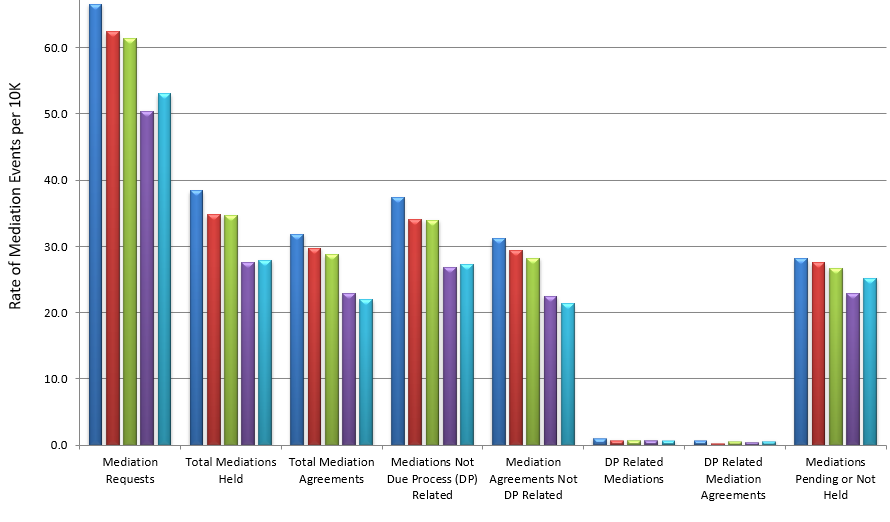 Rate of Mediation Events per 10K
60.0
50.0
40.0
30.0
20.0
10.0
0.0
Mediation
Requests
Total Mediations
Held
Total Mediation
Agreements
Mediations Not
Due Process (DP)
Related
Mediation
Agreements Not
DP Related
DP Related
Mediations
DP Related
Mediation
Agreements
Mediations
Pending or Not
Held